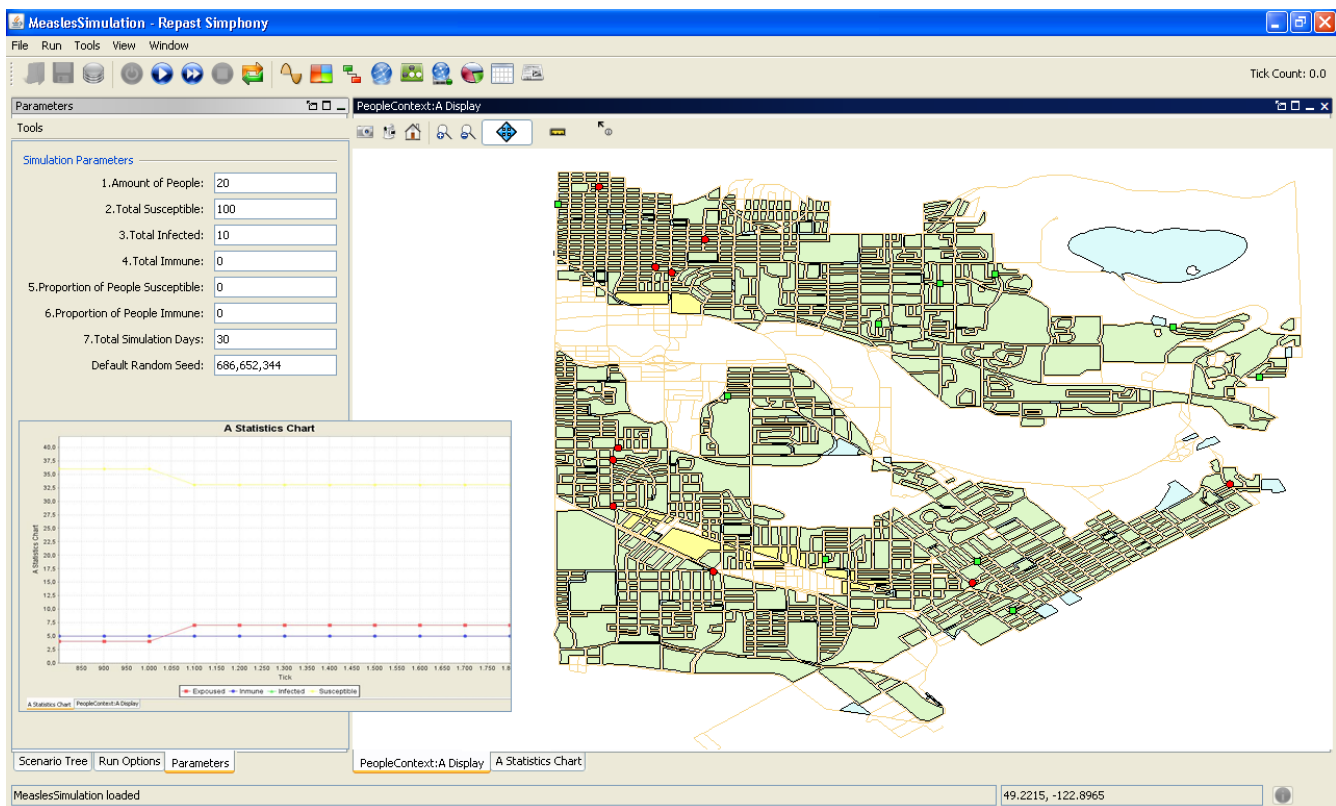 MeaslesSimulation - Repast Simphony
File Run Tools View Window
Tick Count: 0.0
Parameters
PeopleContext:A Display
Tools
Simulation Parameters
1.Amount of People: 20
2.Total Susceptible: 100
3.Total Infected: 10
4.Total Immune: 0
5.Proportion of People Susceptible: 0
6.Proportion of People Immune: 0
7.Total Simulation Days: 30
Default Random Seed: 686,652,344
A Statistics Chart
40,0
37,5
35,0
32,5
30,0
27,5
25,0
22,5
20,0
17,5
15,0
12,5
10,0
7,5
5,0
2,5
0,0
A Statistics Chart
850 900 950 1.000 1.050 1.100 1.150 1.200 1.250 1.300 1.350 1.400 1.450 1.500 1.550 1.600 1.650 1.700 1.750 1.8
Tick
Expoused Inmune Infected Susceptible
A Statistics Chart PeopleContext:A Display
Scenario Tree Run Options Parameters
PeopleContext:A Display A Statistics Chart
MeaslesSimulation loaded
49.2215, -122.8965